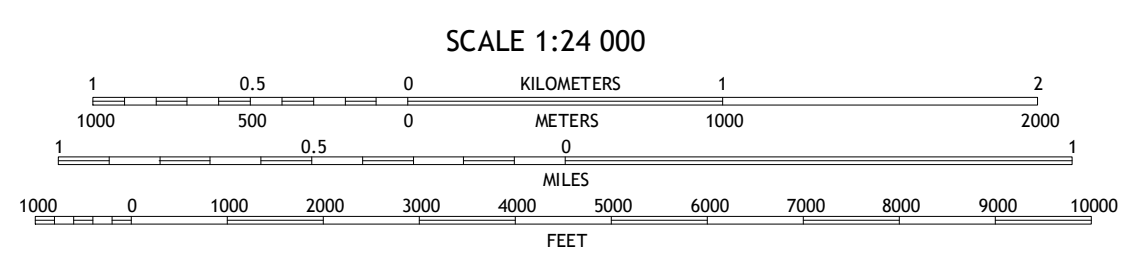 SCALE 1:24 000
1 0.5 0 KILOMETERS 1 2
1000 500 0 METERS 1000 2000
1 0.5 0 1
MILES
1000 0 1000 2000 3000 4000 5000 6000 7000 8000 9000 10000
FEET